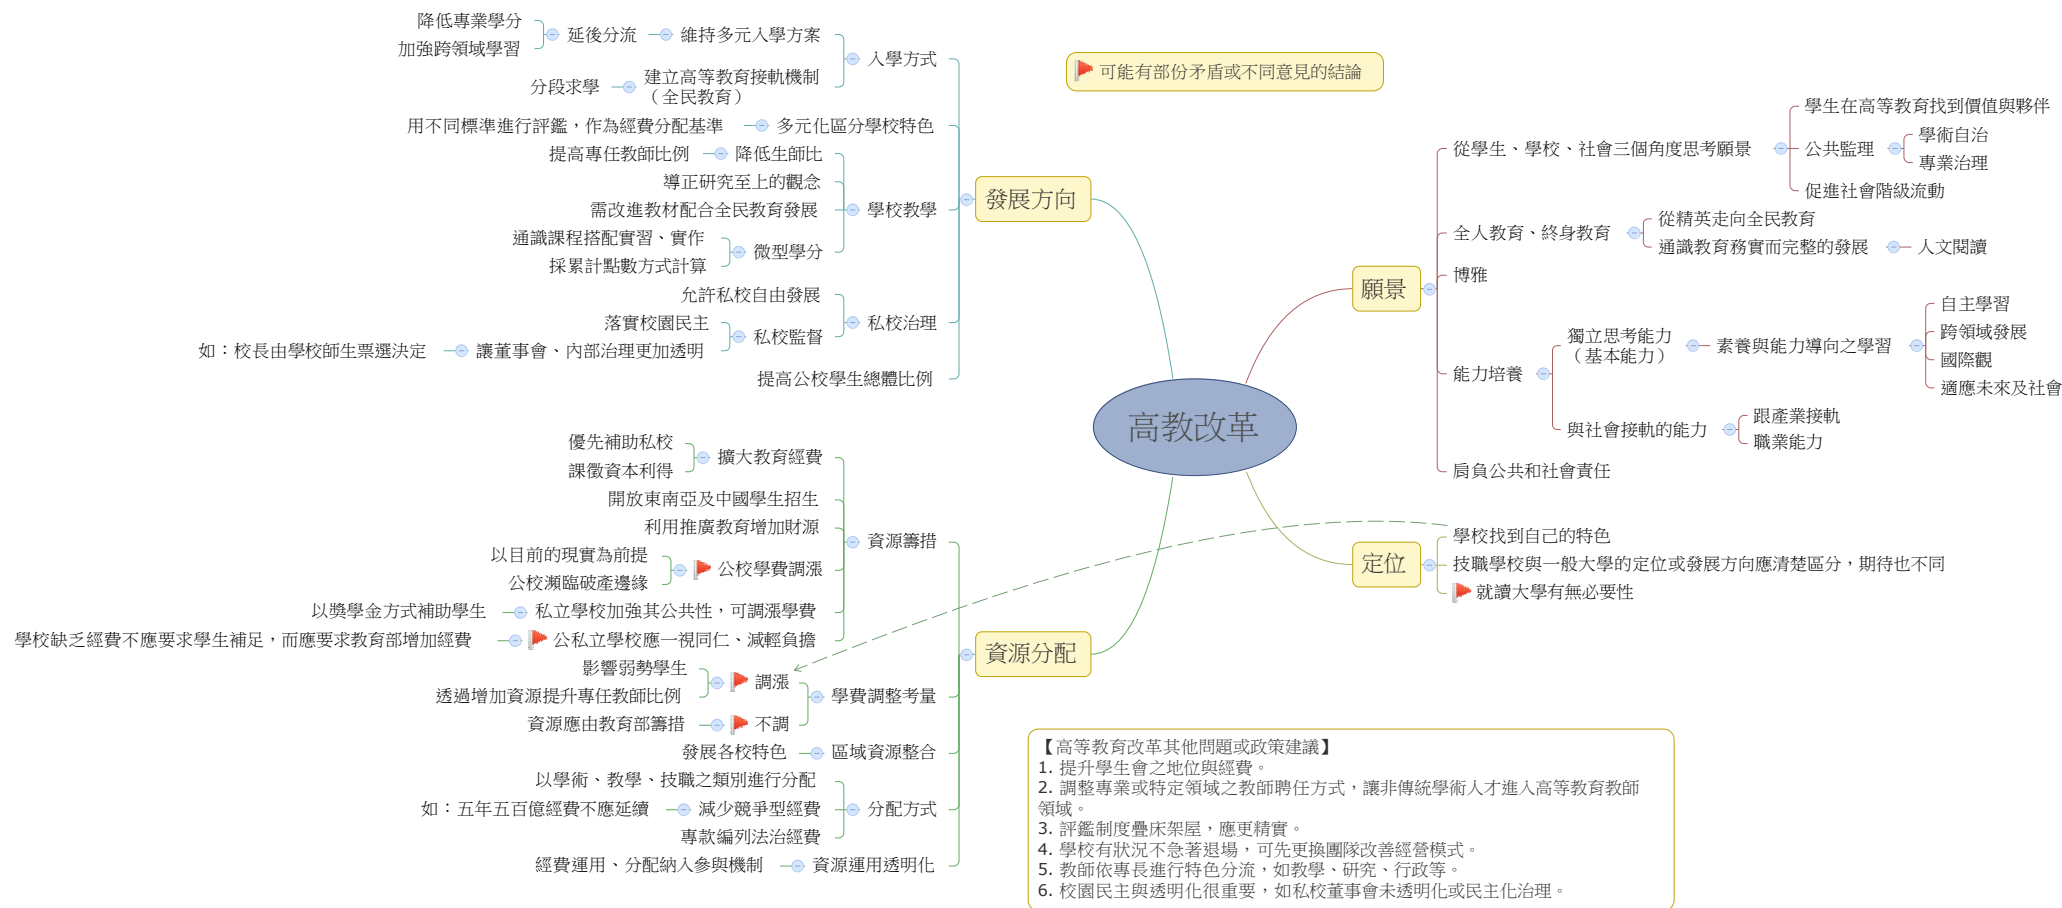 高教改革
可能有部份矛盾或不同意見的結論
願景
從學生、學校、社會三個角度思考願景
學生在高等教育找到價值與夥伴
公共監理
學術自治
專業治理
促進社會階級流動
全人教育、終身教育
從精英走向全民教育
通識教育務實而完整的發展
人文閱讀
博雅
能力培養
獨立思考能力
（基本能力）
素養與能力導向之學習
自主學習
跨領域發展
國際觀
適應未來及社會
與社會接軌的能力
跟產業接軌
職業能力
肩負公共和社會責任
定位
學校找到自己的特色
技職學校與一般大學的定位或發展方向應清楚區分，期待也不同
就讀大學有無必要性
發展方向
入學方式
維持多元入學方案
延後分流
降低專業學分
加強跨領域學習
建立高等教育接軌機制
（全民教育）
分段求學
多元化區分學校特色
用不同標準進行評鑑，作為經費分配基準
學校教學
降低生師比
提高專任教師比例
導正研究至上的觀念
需改進教材配合全民教育發展
微型學分
通識課程搭配實習、實作
採累計點數方式計算
私校治理
允許私校自由發展
私校監督
落實校園民主
讓董事會、內部治理更加透明
如：校長由學校師生票選決定
提高公校學生總體比例
資源分配
資源籌措
擴大教育經費
優先補助私校
課徵資本利得
開放東南亞及中國學生招生
利用推廣教育增加財源
公校學費調漲
以目前的現實為前提
公校瀕臨破產邊緣
私立學校加強其公共性，可調漲學費
以獎學金方式補助學生
公私立學校應一視同仁、減輕負擔
學校缺乏經費不應要求學生補足，而應要求教育部增加經費
學費調整考量
調漲
影響弱勢學生
透過增加資源提升專任教師比例
不調
資源應由教育部籌措
區域資源整合
發展各校特色
分配方式
以學術、教學、技職之類別進行分配
減少競爭型經費
如：五年五百億經費不應延續
專款編列法治經費
資源運用透明化
經費運用、分配納入參與機制
【高等教育改革其他問題或政策建議】
1. 提升學生會之地位與經費。
2. 調整專業或特定領域之教師聘任方式，讓非傳統學術人才進入高等教育教師
領域。
3. 評鑑制度疊床架屋，應更精實。
4. 學校有狀況不急著退場，可先更換團隊改善經營模式。
5. 教師依專長進行特色分流，如教學、研究、行政等。
6. 校園民主與透明化很重要，如私校董事會未透明化或民主化治理。